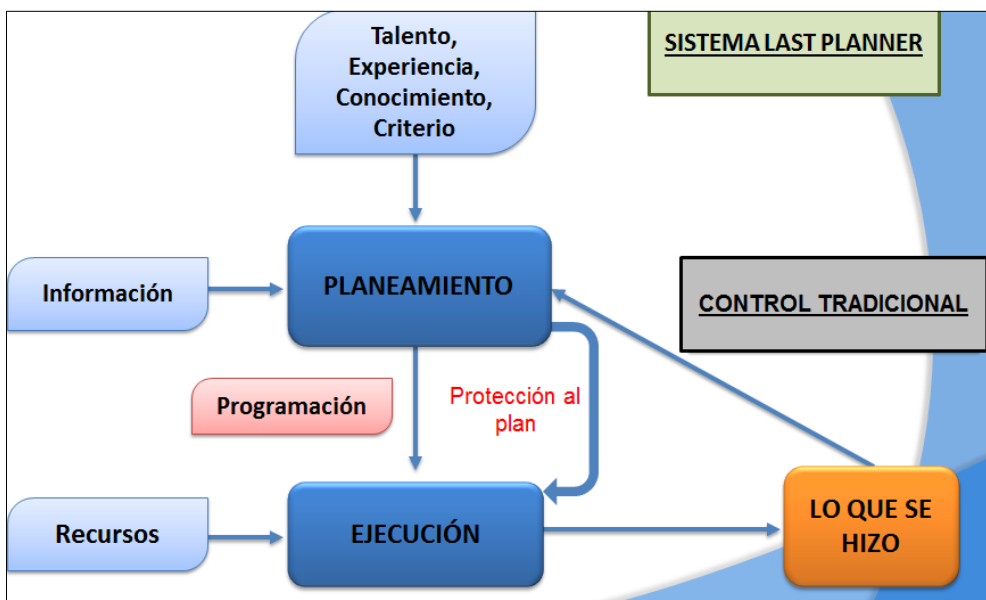 Talento,
Experiencia,
Conocimiento,
Criterio
SISTEMA LAST PLANNER
Información
PLANEAMIENTO
CONTROL TRADICIONAL
Programación
Protección al
plan
Recursos
EJECUCIÓN
LO QUE SE
HIZO